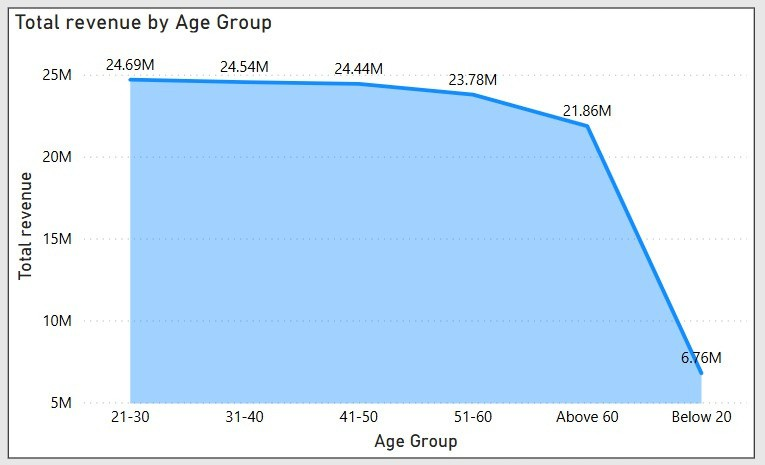 Total revenue by Age Group
24.69M
24.54M
24.44M
23.78M
21.86M
6.76M
25M
20M
15M
10M
5M
Total revenue
21-30 31-40 41-50 51-60 Above 60 Below 20
Age Group